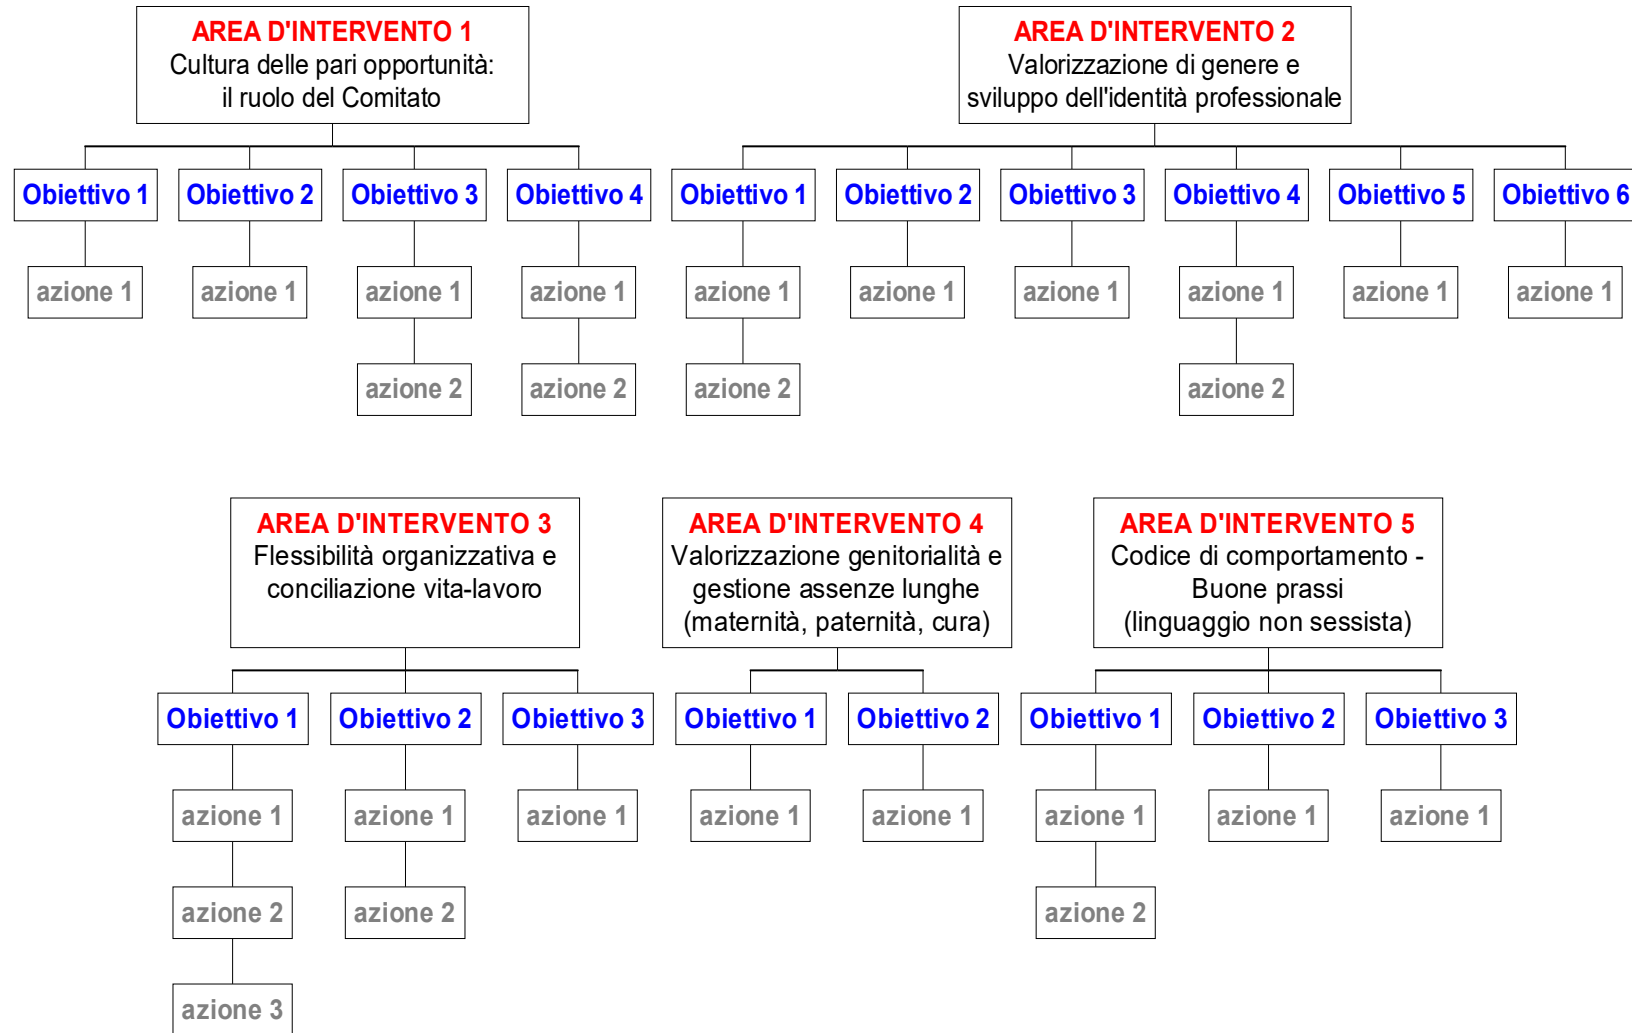 AREA D'INTERVENTO 1
Cultura delle pari opportunità:
il ruolo del Comitato
AREA D'INTERVENTO 2
Valorizzazione di genere e
sviluppo dell'identità professionale
Obiettivo 1
Obiettivo 2
Obiettivo 3
Obiettivo 4
Obiettivo 1
Obiettivo 2
Obiettivo 3
Obiettivo 4
Obiettivo 5
Obiettivo 6
azione 1
azione 1
azione 1
azione 1
azione 1
azione 1
azione 1
azione 1
azione 1
azione 1
azione 2
azione 2
azione 2
azione 2
AREA D'INTERVENTO 3
Flessibilità organizzativa e
conciliazione vita-lavoro
AREA D'INTERVENTO 4
Valorizzazione genitorialità e
gestione assenze lunghe
(maternità, paternità, cura)
AREA D'INTERVENTO 5
Codice di comportamento -
Buone prassi
(linguaggio non sessista)
Obiettivo 1
Obiettivo 2
Obiettivo 3
Obiettivo 1
Obiettivo 2
Obiettivo 1
Obiettivo 2
Obiettivo 3
azione 1
azione 1
azione 1
azione 1
azione 1
azione 1
azione 1
azione 1
azione 2
azione 2
azione 2
azione 3